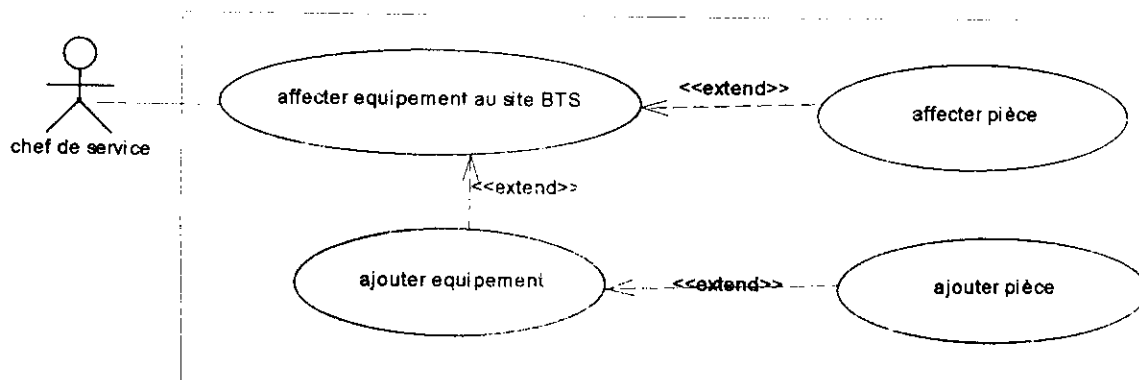 affecter equipement au site BTS
<<extend>>
affecter pièce
chef de service
<<extend>>
ajouter equipement
<<extend>>
ajouter pièce